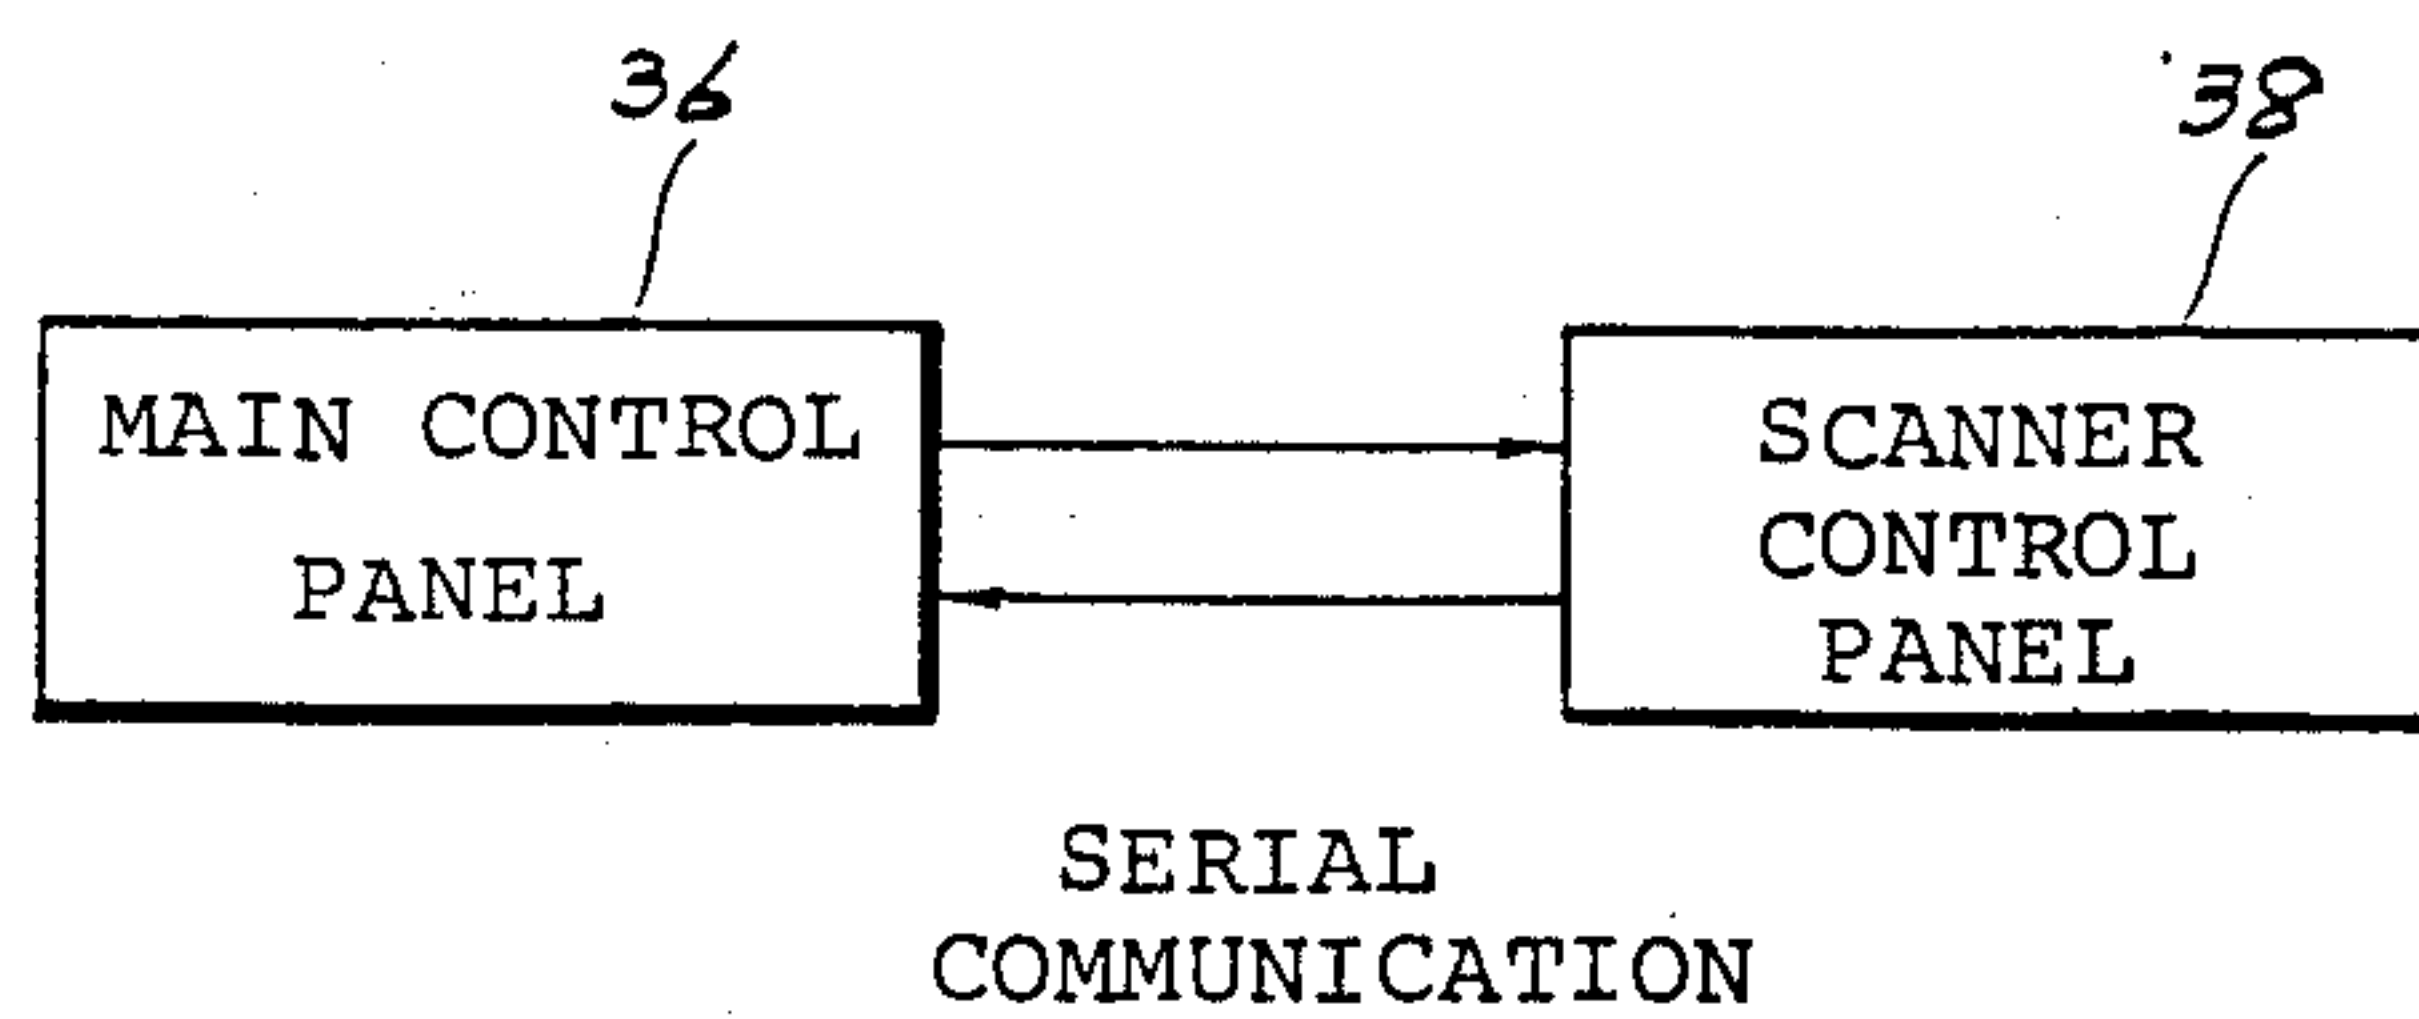 36
38
MAIN CONTROL
PANEL
SCANNER
CONTROL
PANEL
SERIAL
COMMUNICATION